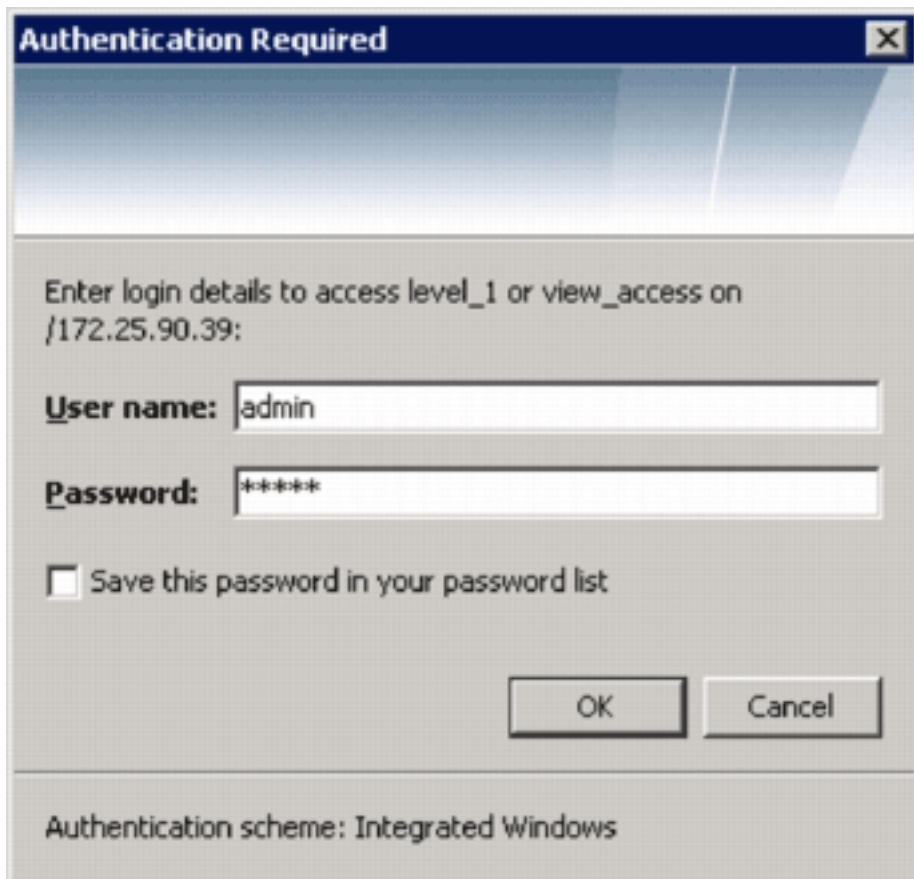 Authentication Required
Enter login details to access level_1 or view_access on
/172.25.90.39:
User name: admin
Password: *****
Save this password in your password list
OK Cancel
Authentication scheme: Integrated Windows